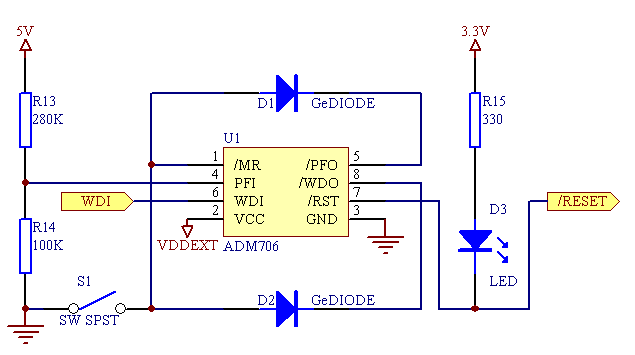 5V
3.3V
D1 GeDIODE
R13
280K
R15
330
U1
1 /MR /PFO 5
4 PFI /WDO 8
WDI 6 WDI /RST 7
2 VCC GND 3
/RESET
VDDEXT ADM706
R14
100K
D3
LED
S1
SW SPST
D2 GeDIODE